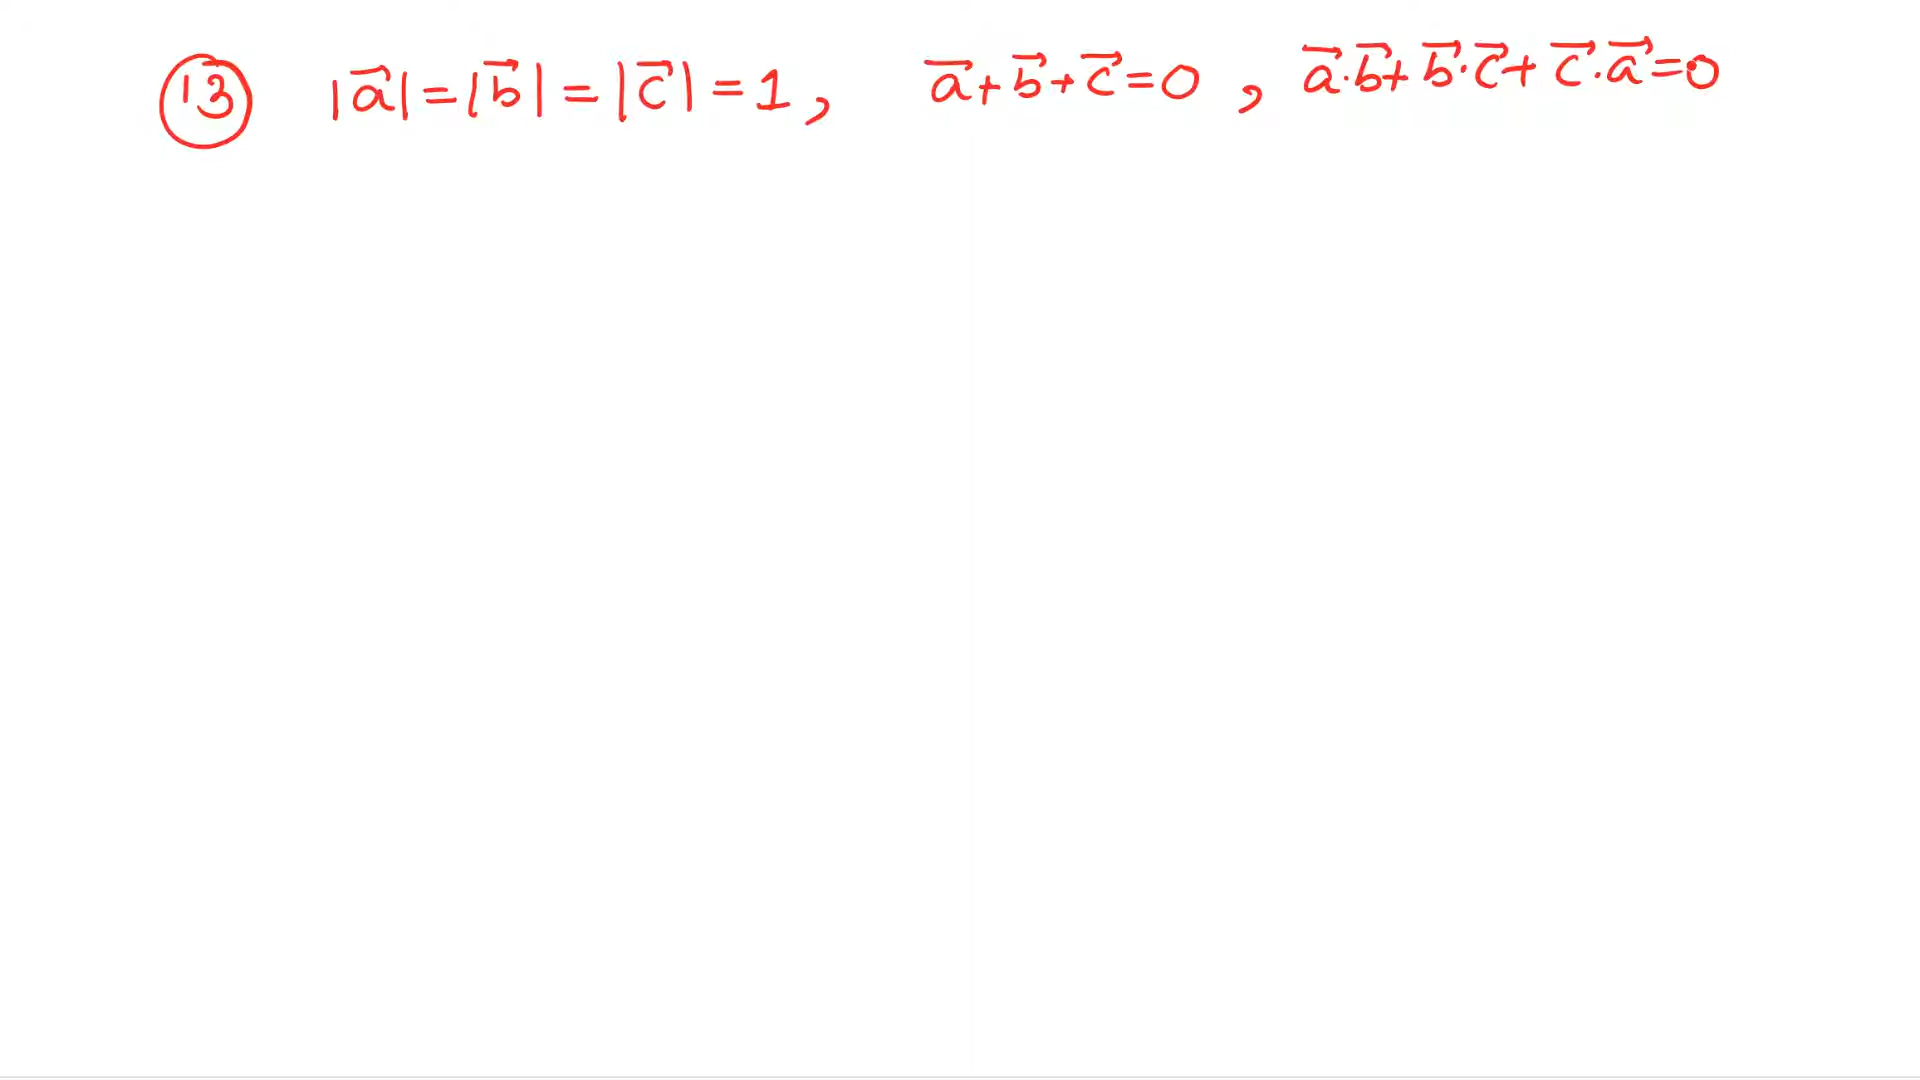 ⑬ |a⃗|=|b⃗|=|c⃗|=1, a⃗+b⃗+c⃗=0, a⃗·b⃗+b⃗·c⃗+c⃗·a⃗=0